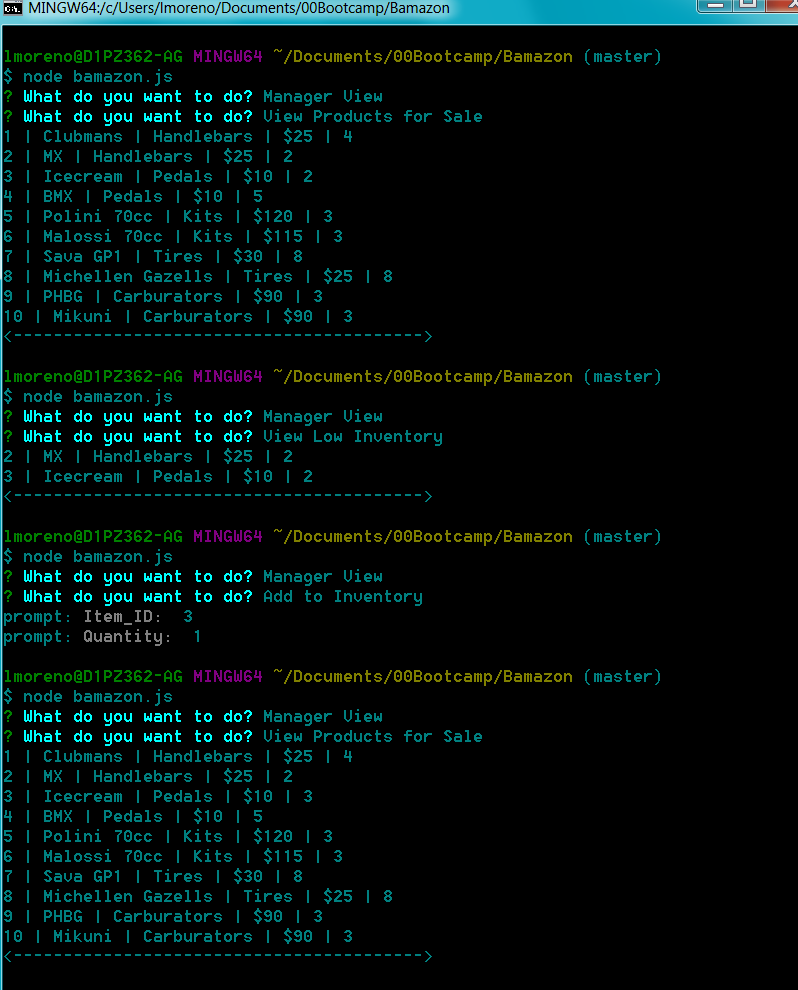 MINGW64:/c/Users/lmoreno/Documents/00Bootcamp/Bamazon
lmoreno@D1PZ362-AG MINGW64 ~/Documents/00Bootcamp/Bamazon (master)
$ node bamazon.js
? What do you want to do? Manager View
? What do you want to do? View Products for Sale
1 | Clubmans | Handlebars | $25 | 4
2 | MX | Handlebars | $25 | 2
3 | Icecream | Pedals | $10 | 2
4 | BMX | Pedals | $10 | 5
5 | Polini 70cc | Kits | $120 | 3
6 | Malossi 70cc | Kits | $115 | 3
7 | Sava GP1 | Tires | $30 | 8
8 | Michellen Gazells | Tires | $25 | 8
9 | PHBG | Carburators | $90 | 3
10 | Mikuni | Carburators | $90 | 3
<----------------------------------------->
lmoreno@D1PZ362-AG MINGW64 ~/Documents/00Bootcamp/Bamazon (master)
$ node bamazon.js
? What do you want to do? Manager View
? What do you want to do? View Low Inventory
2 | MX | Handlebars | $25 | 2
3 | Icecream | Pedals | $10 | 2
<----------------------------------------->
lmoreno@D1PZ362-AG MINGW64 ~/Documents/00Bootcamp/Bamazon (master)
$ node bamazon.js
? What do you want to do? Manager View
? What do you want to do? Add to Inventory
prompt: Item_ID:  3
prompt: Quantity:  1
lmoreno@D1PZ362-AG MINGW64 ~/Documents/00Bootcamp/Bamazon (master)
$ node bamazon.js
? What do you want to do? Manager View
? What do you want to do? View Products for Sale
1 | Clubmans | Handlebars | $25 | 4
2 | MX | Handlebars | $25 | 2
3 | Icecream | Pedals | $10 | 3
4 | BMX | Pedals | $10 | 5
5 | Polini 70cc | Kits | $120 | 3
6 | Malossi 70cc | Kits | $115 | 3
7 | Sava GP1 | Tires | $30 | 8
8 | Michellen Gazells | Tires | $25 | 8
9 | PHBG | Carburators | $90 | 3
10 | Mikuni | Carburators | $90 | 3
<----------------------------------------->